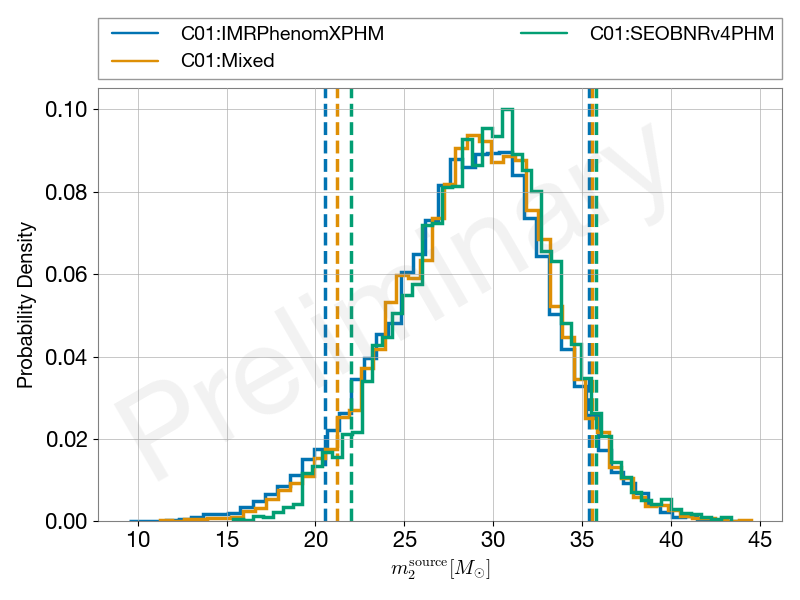 C01:IMRPhenomXPHM
C01:SEOBNRv4PHM
C01:Mixed
Preliminary
Probability Density
0.10
0.08
0.06
0.04
0.02
0.00
10 15 20 25 30 35 40 45
m₂^source [M⊙]